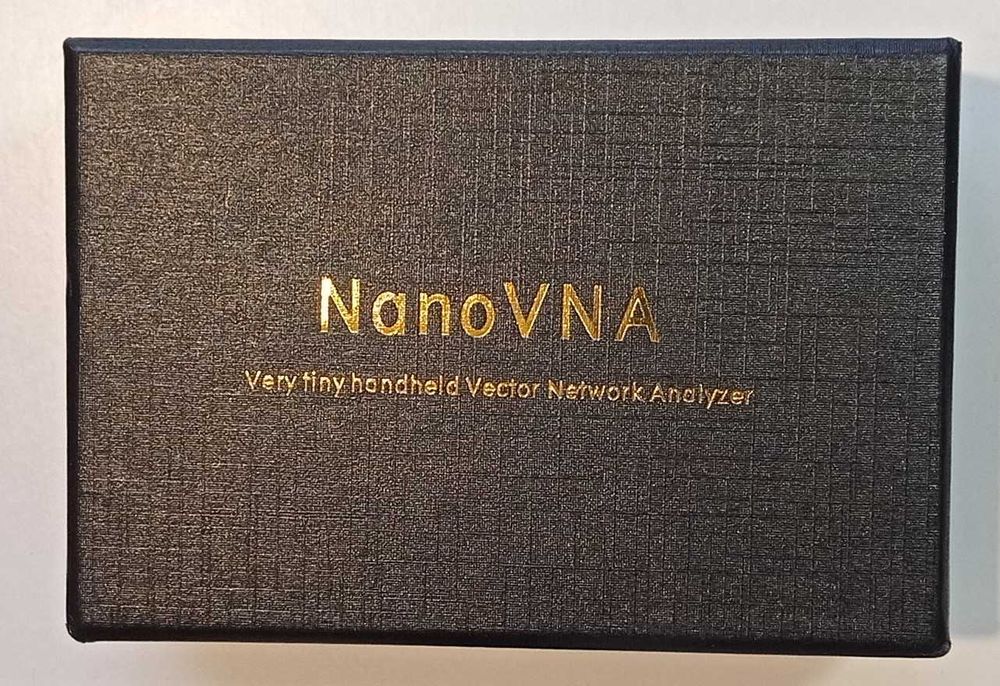 NanoVNA
Very tiny handheld Vector Network Analyzer